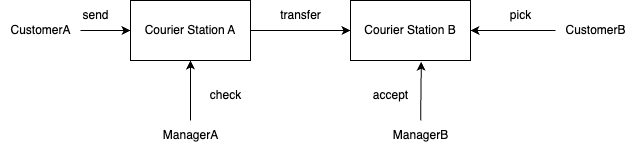 send
transfer
pick
CustomerA
Courier Station A
Courier Station B
CustomerB
check
accept
ManagerA
ManagerB